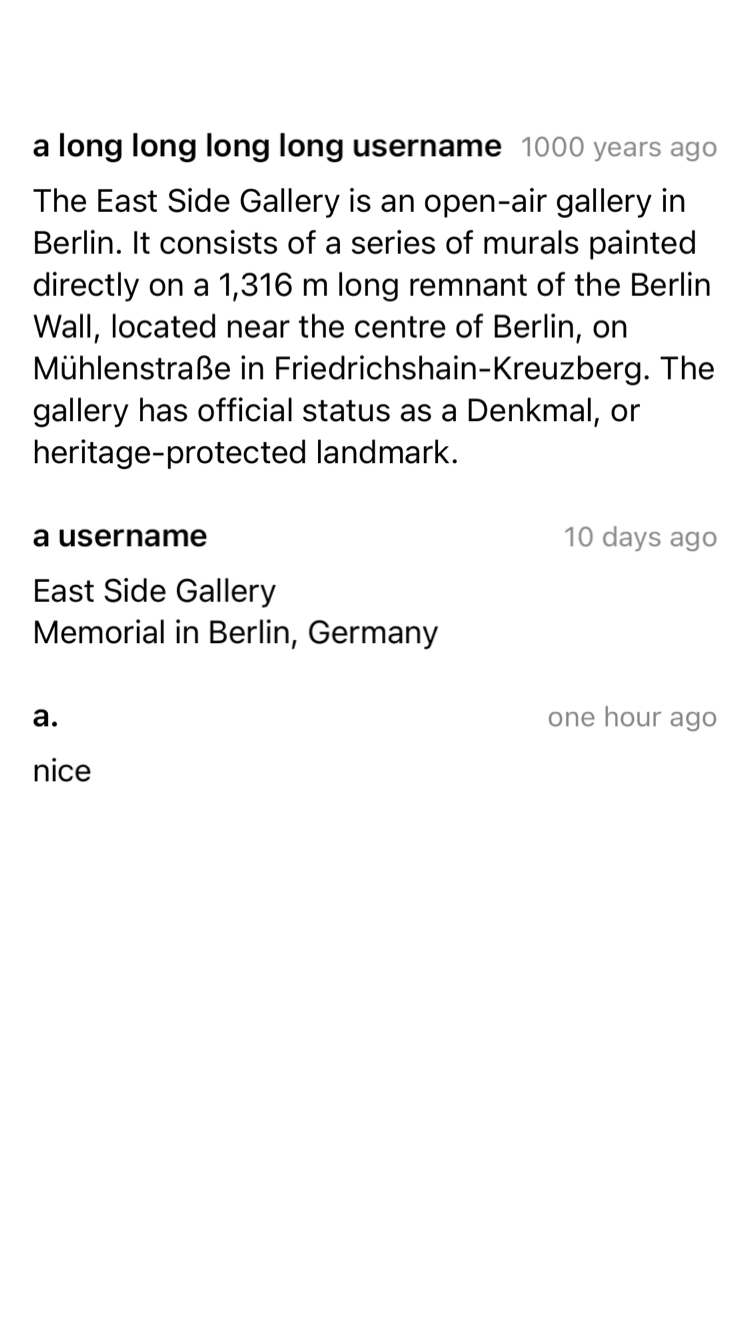 a long long long long username 1000 years ago
The East Side Gallery is an open-air gallery in
Berlin. It consists of a series of murals painted
directly on a 1,316 m long remnant of the Berlin
Wall, located near the centre of Berlin, on
Mühlenstraße in Friedrichshain-Kreuzberg. The
gallery has official status as a Denkmal, or
heritage-protected landmark.
a username 10 days ago
East Side Gallery
Memorial in Berlin, Germany
a. one hour ago
nice